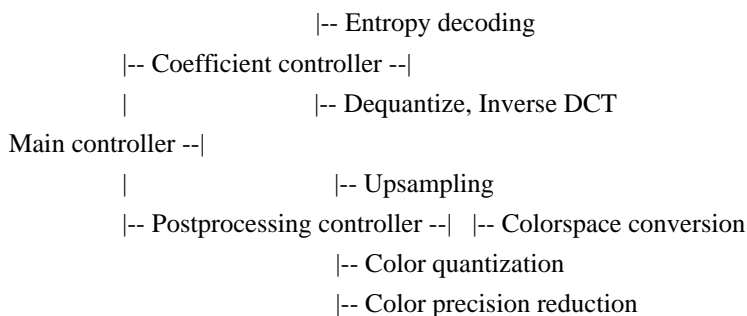 |-- Entropy decoding
|-- Coefficient controller --|
| |-- Dequantize, Inverse DCT
Main controller --|
| |-- Upsampling
|-- Postprocessing controller --| |-- Colorspace conversion
|-- Color quantization
|-- Color precision reduction